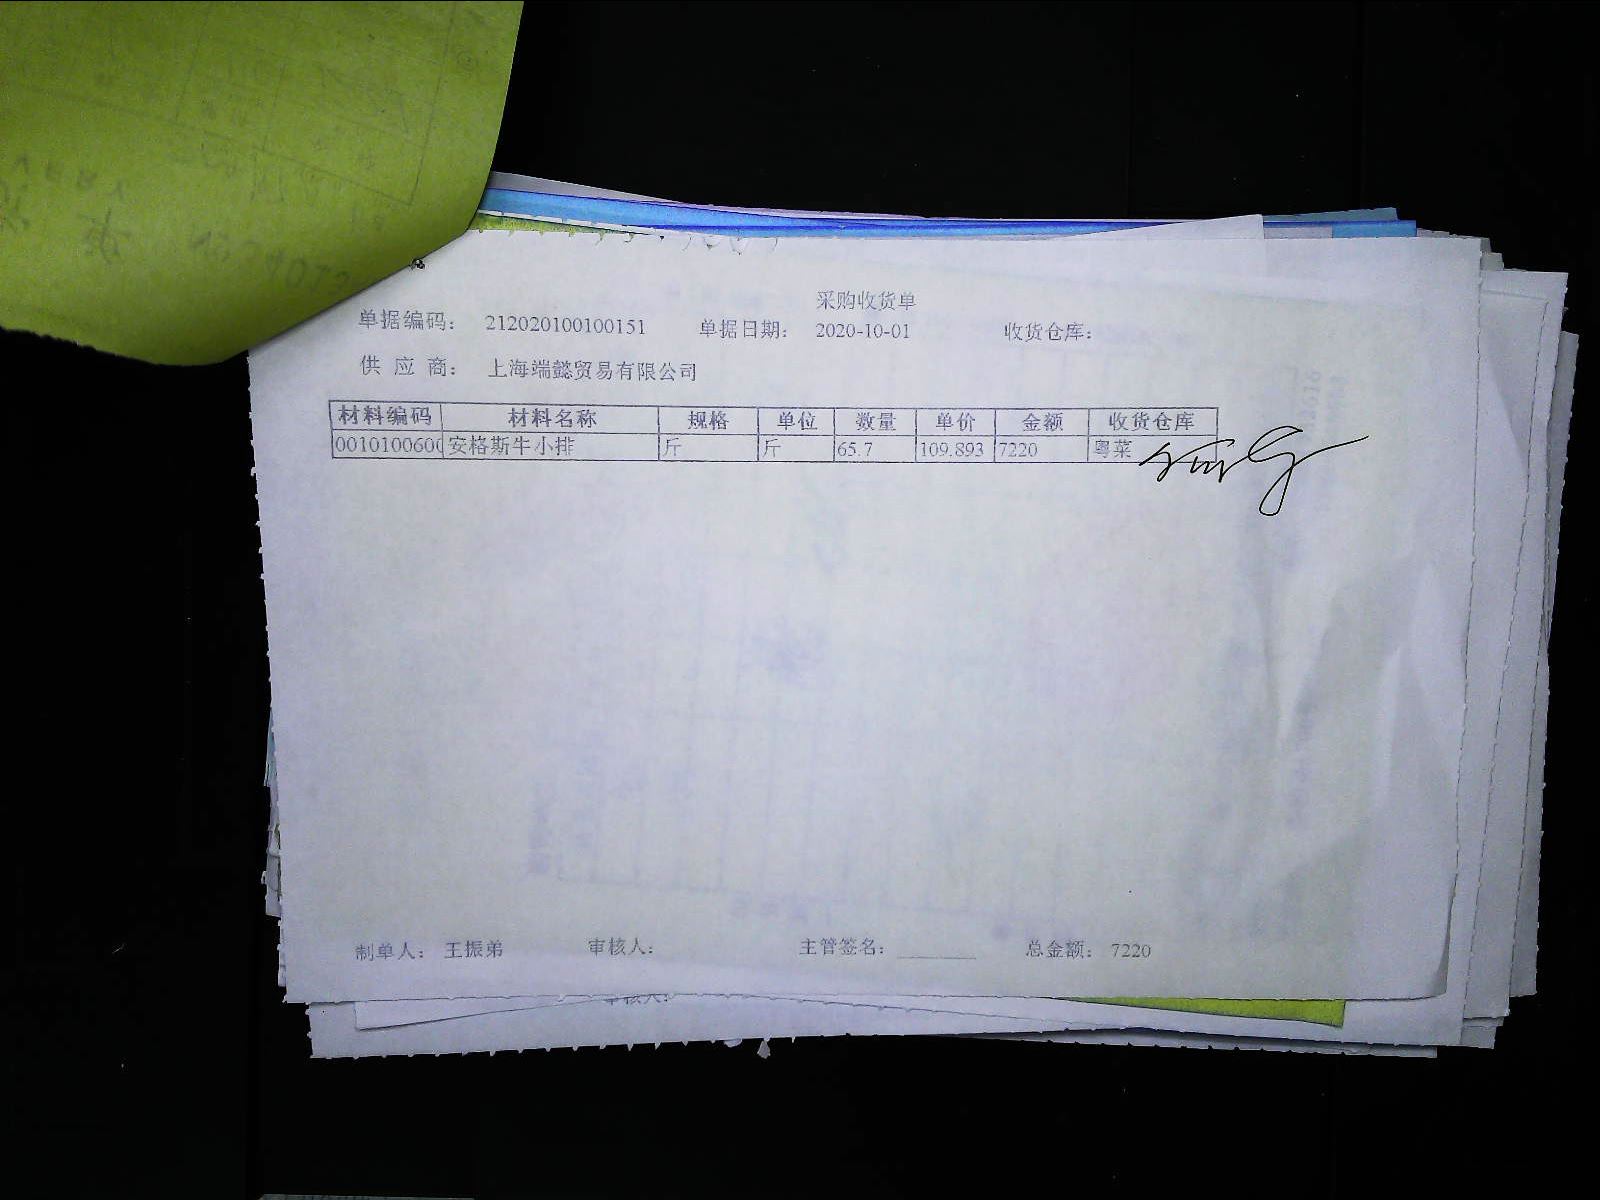 采购收货单
单据编码: 212020100100151 单据日期: 2020-10-01 收货仓库:
供 应 商: 上海端懿贸易有限公司
材料编码 材料名称 规格 单位 数量 单价 金额 收货仓库
0010100600 安格斯牛小排 斤 斤 65.7 109.893 7220 粤菜
制单人: 王振弟 审核人: 主管签名: 总金额: 7220
审核人: